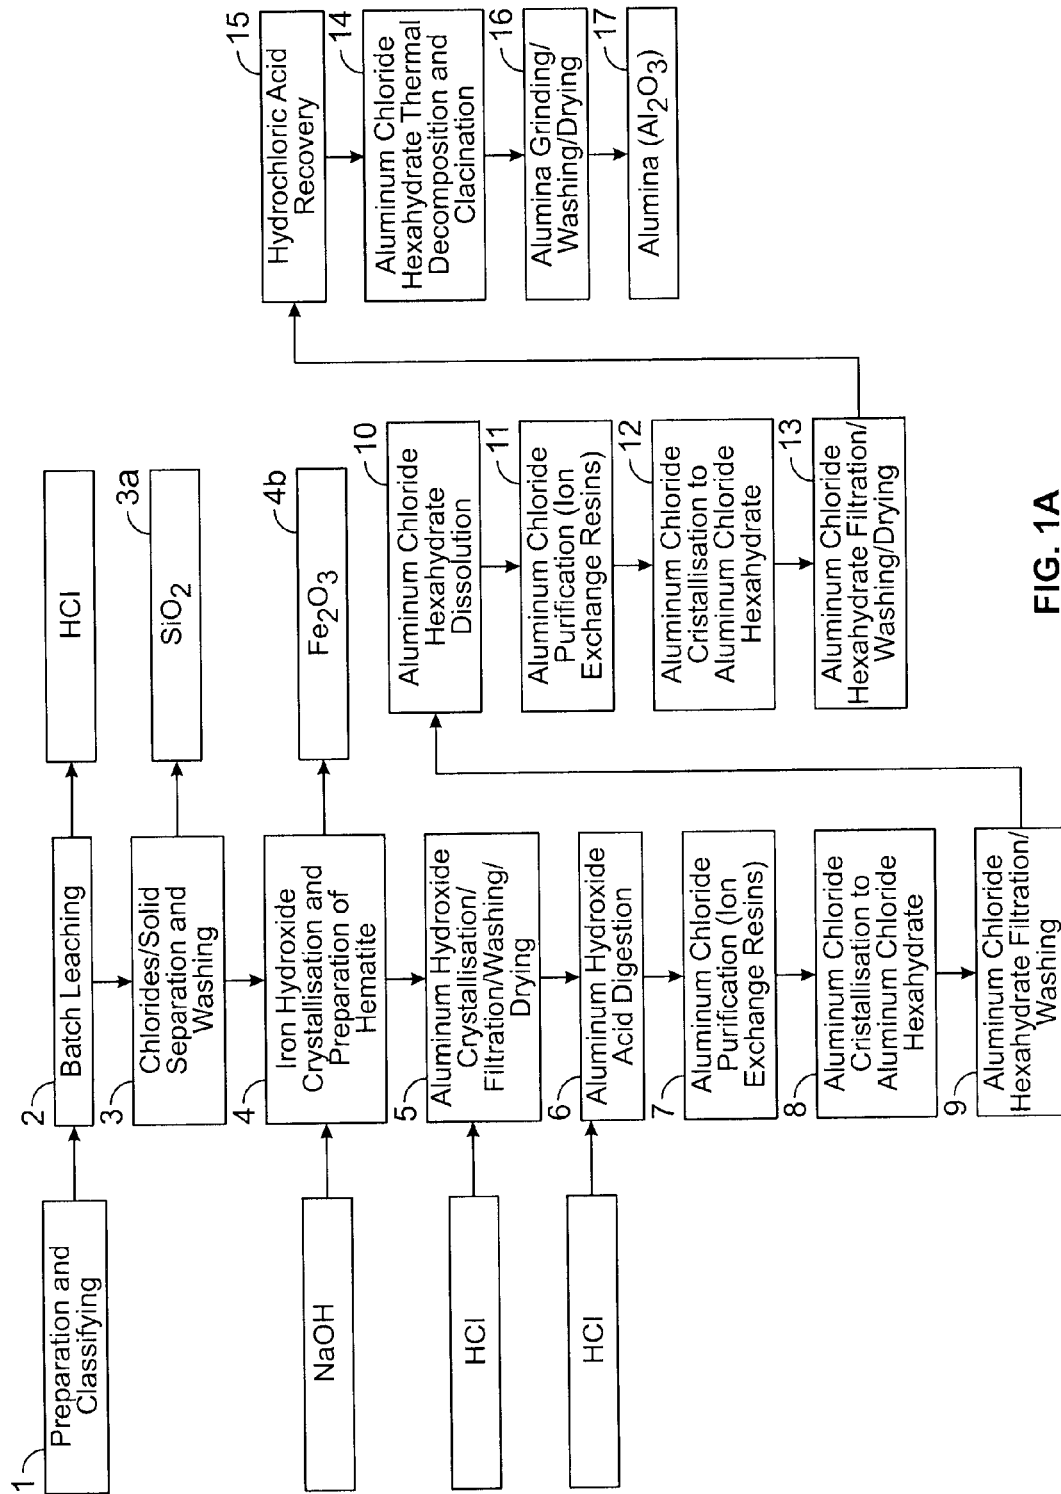 1
Preparation and
Classifying
2
Batch Leaching
HCl
3
Chlorides/Solid
Separation and
Washing
3a
SiO2
NaOH
4
Iron Hydroxide
Crystallisation and
Preparation of
Hematite
4b
Fe2O3
HCl
5
Aluminum Hydroxide
Crystallisation/
Filtration/Washing/
Drying
HCl
6
Aluminum Hydroxide
Acid Digestion
7
Aluminum Chloride
Purification (Ion
Exchange Resins)
8
Aluminum Chloride
Cristallisation to
Aluminum Chloride
Hexahydrate
9
Aluminum Chloride
Hexahydrate Filtration/
Washing
10
Aluminum Chloride
Hexahydrate
Dissolution
11
Aluminum Chloride
Purification (Ion
Exchange Resins)
12
Aluminum Chloride
Cristallisation to
Aluminum Chloride
Hexahydrate
13
Aluminum Chloride
Hexahydrate Filtration/
Washing/Drying
15
Hydrochloric Acid
Recovery
14
Aluminum Chloride
Hexahydrate Thermal
Decomposition and
Clacination
16
Alumina Grinding/
Washing/Drying
17
Alumina (Al2O3)
FIG. 1A